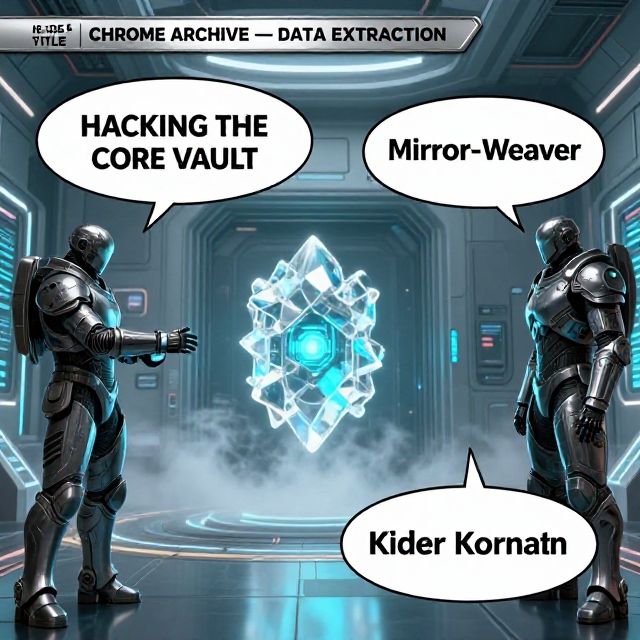 CHROME ARCHIVE — DATA EXTRACTION
HACKING THE
CORE VAULT
Mirror-Weaver
Kider Kornatn